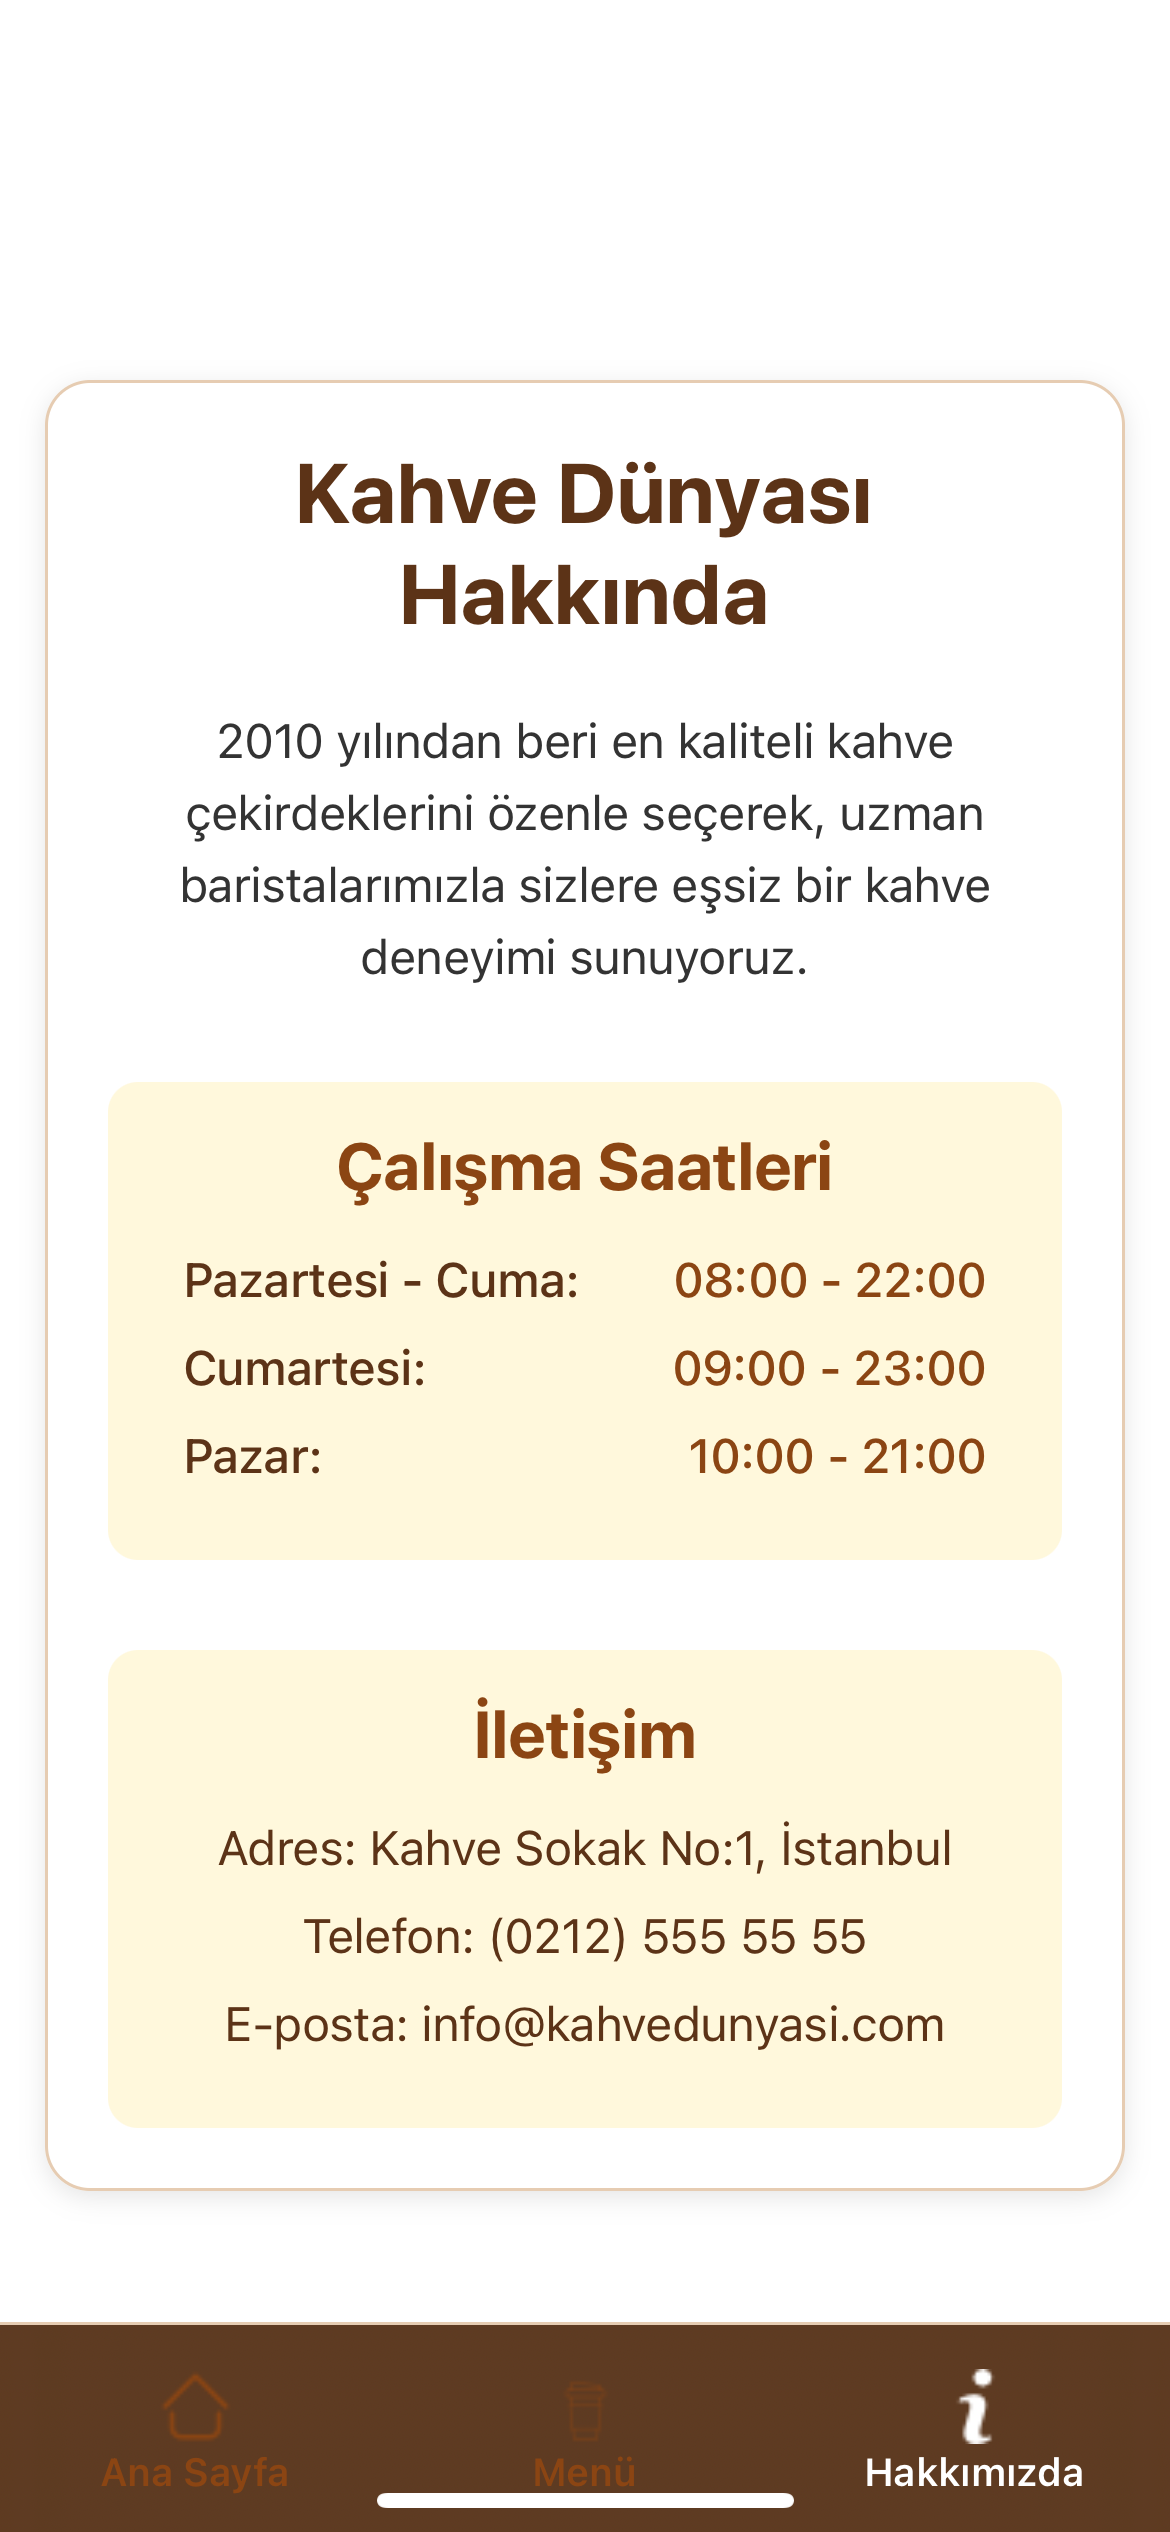 Kahve Dünyası
Hakkında
2010 yılından beri en kaliteli kahve
çekirdeklerini özenle seçerek, uzman
baristalarımızla sizlere eşsiz bir kahve
deneyimi sunuyoruz.
Çalışma Saatleri
Pazartesi - Cuma: 08:00 - 22:00
Cumartesi: 09:00 - 23:00
Pazar: 10:00 - 21:00
İletişim
Adres: Kahve Sokak No:1, İstanbul
Telefon: (0212) 555 55 55
E-posta: info@kahvedunyasi.com
Ana Sayfa Menü Hakkımızda